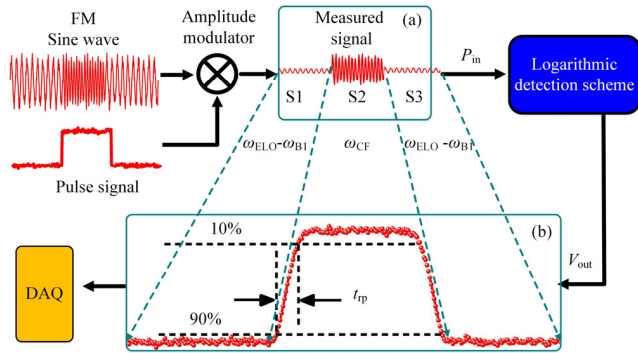 FM
Sine wave
Amplitude
modulator
Measured
signal
(a)
S1
S2
S3
P_in
Logarithmic
detection scheme
Pulse signal
ω_ELO-ω_B1
ω_CF
ω_ELO -ω_B1
(b)
10%
t_rp
90%
V_out
DAQ